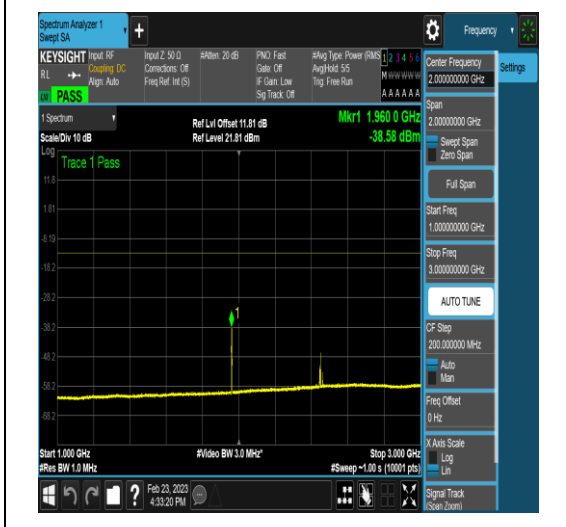 Spectrum Analyzer 1
Swept SA
+
Frequency
KEYSIGHT
Input: RF
Coupling: DC
Align: Auto
Input Z: 50 Ω
Corrections: Off
Freq Ref: Int (S)
#Atten: 20 dB
PNO: Fast
Gate: Off
IF Gain: Low
Sig Track: Off
#Avg Type: Power (RMS
Avg|Hold: 5/5
Trig: Free Run
1 2 3 4 5 6
M W W W W W
A A A A A A
RL
PASS
Center Frequency
2.000000000 GHz
Settings
Span
2.00000000 GHz
Swept Span
Zero Span
Full Span
Start Freq
1.000000000 GHz
Stop Freq
3.000000000 GHz
AUTO TUNE
CF Step
200.000000 MHz
Auto
Man
Freq Offset
0 Hz
X Axis Scale
Log
Lin
Signal Track
(Span Zoom)
1 Spectrum
Scale/Div 10 dB
Log
Ref Lvl Offset 11.81 dB
Ref Level 21.81 dBm
Mkr1 1.960 0 GHz
-38.58 dBm
Trace 1 Pass
11.8
1.81
-8.19
-18.2
-28.2
-38.2
-48.2
-58.2
-68.2
1
Start 1.000 GHz
#Res BW 1.0 MHz
#Video BW 3.0 MHz*
Stop 3.000 GHz
#Sweep ~1.00 s (10001 pts)
?
Feb 23, 2023
4:33:20 PM